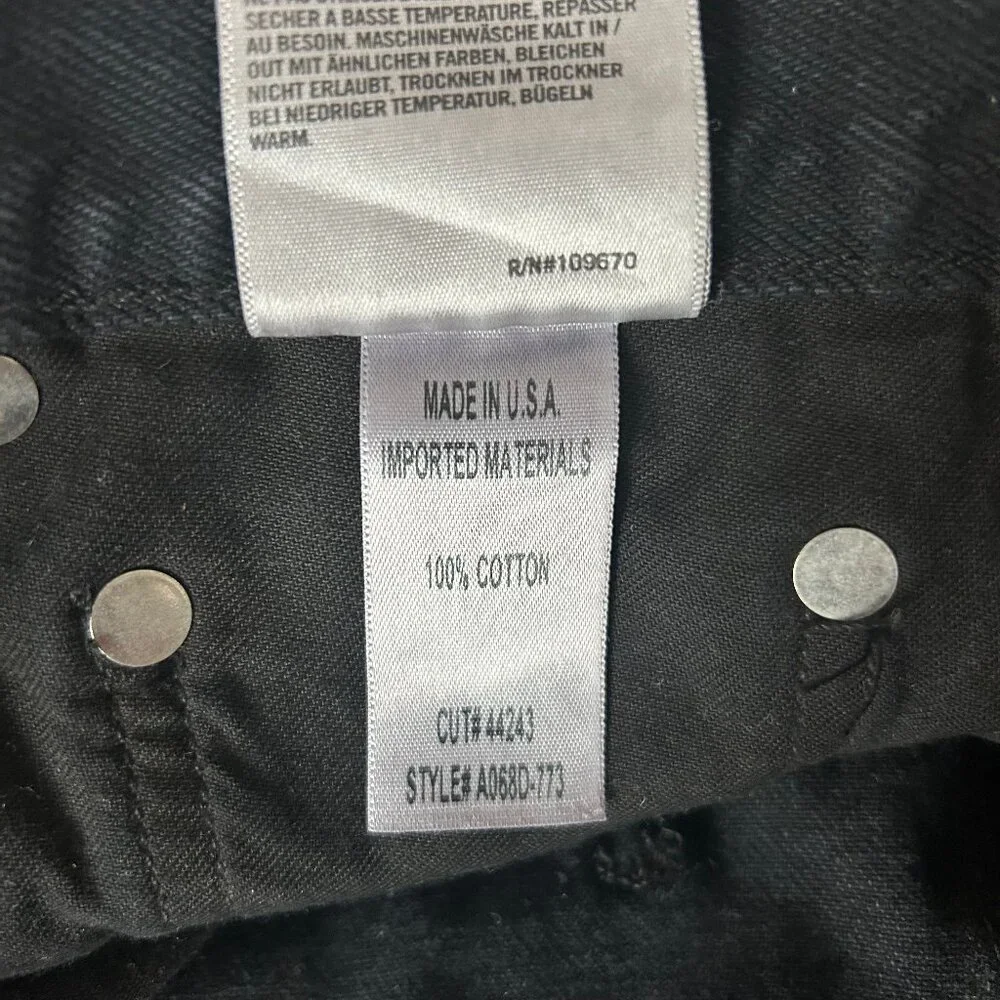 SECHER A BASSE TEMPERATURE, REPASSER
AU BESOIN. MASCHINENWÄSCHE KALT IN /
OUT MIT ÄHNLICHEN FARBEN, BLEICHEN
NICHT ERLAUBT, TROCKNEN IM TROCKNER
BEI NIEDRIGER TEMPERATUR, BÜGELN
WARM.
R/N#109670
MADE IN U.S.A.
IMPORTED MATERIALS
100% COTTON
CUT# 44243
STYLE# A068D-773